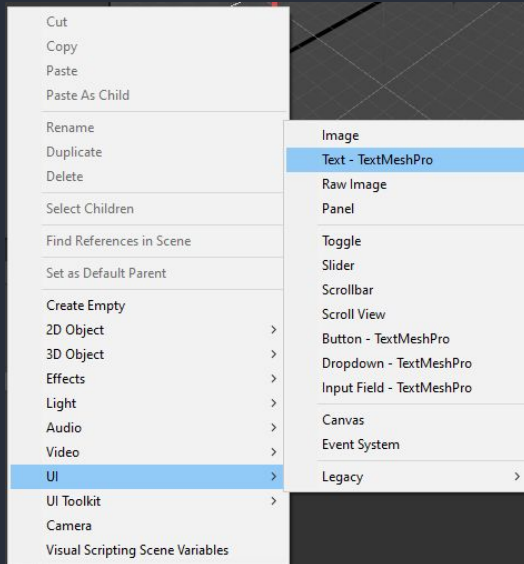 Cut
Copy
Paste
Paste As Child
Rename
Duplicate
Delete
Select Children
Find References in Scene
Set as Default Parent
Create Empty
2D Object
3D Object
Effects
Light
Audio
Video
UI
UI Toolkit
Camera
Visual Scripting Scene Variables
Image
Text - TextMeshPro
Raw Image
Panel
Toggle
Slider
Scrollbar
Scroll View
Button - TextMeshPro
Dropdown - TextMeshPro
Input Field - TextMeshPro
Canvas
Event System
Legacy